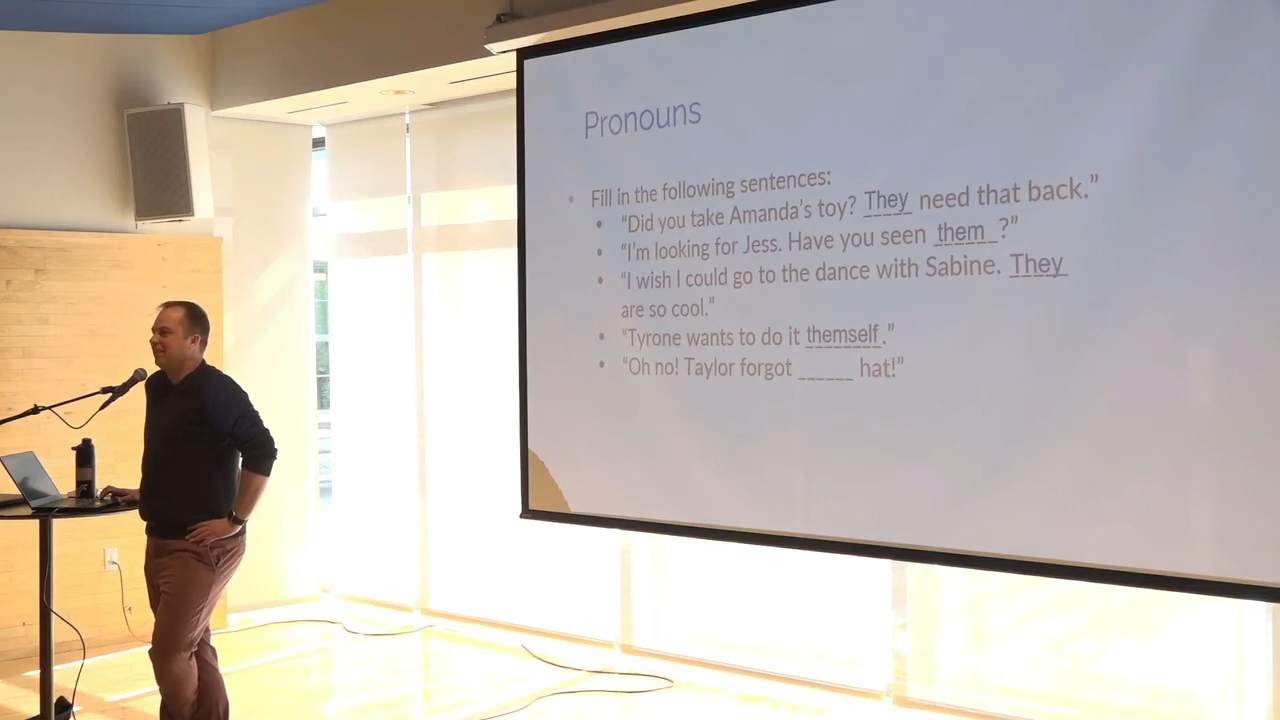 Pronouns
Fill in the following sentences:
“Did you take Amanda’s toy? They need that back.”
“I’m looking for Jess. Have you seen them_?”
“I wish I could go to the dance with Sabine. They
are so cool.”
“Tyrone wants to do it themself.”
“Oh no! Taylor forgot ______ hat!”